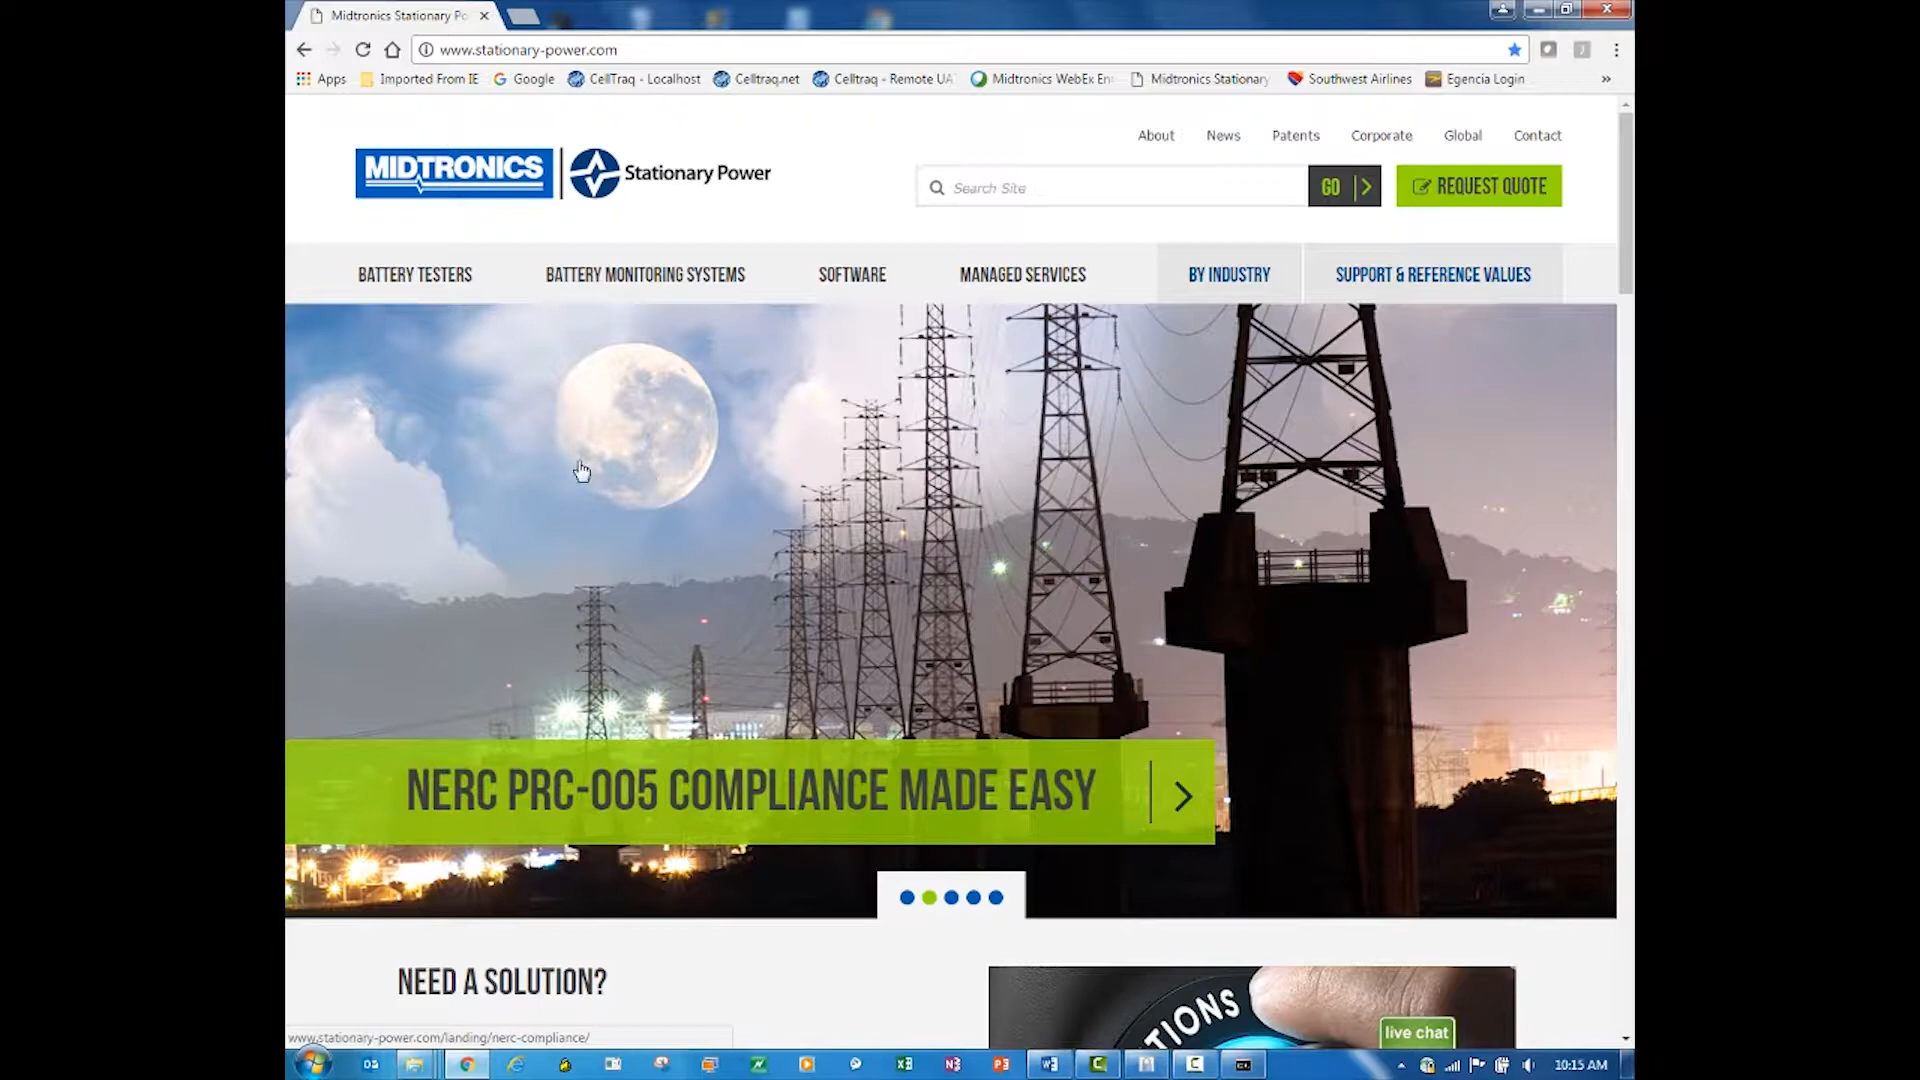 Midtronics Stationary Po
www.stationary-power.com
Apps Imported From IE Google CellTraq - Localhost Celltraq.net Celltraq - Remote UA Midtronics WebEx En Midtronics Stationary Southwest Airlines Egencia Login »
About News Patents Corporate Global Contact
MIDTRONICS Stationary Power
Search Site GO REQUEST QUOTE
BATTERY TESTERS BATTERY MONITORING SYSTEMS SOFTWARE MANAGED SERVICES BY INDUSTRY SUPPORT & REFERENCE VALUES
NERC PRC-005 COMPLIANCE MADE EASY
NEED A SOLUTION?
TIONS
live chat
www.stationary-power.com/landing/nerc-compliance/
10:15 AM